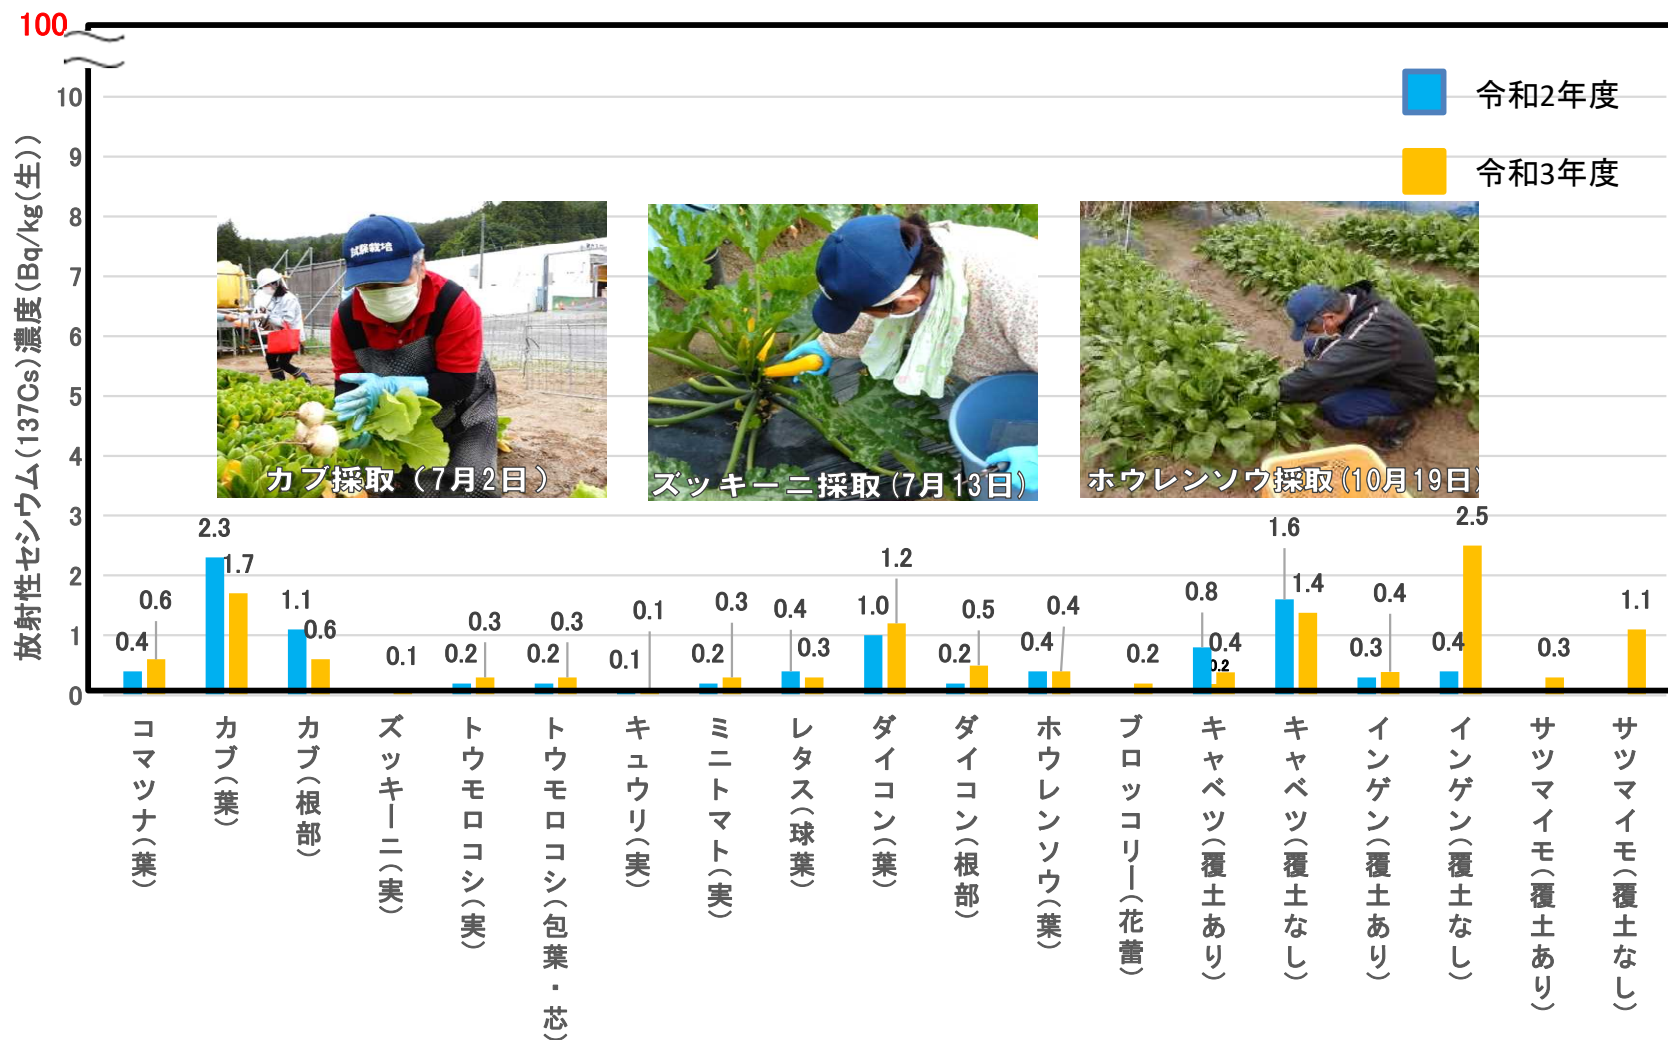 100
10
9
8
7
6
5
4
3
2
1
0
放射性セシウム(137Cs)濃度(Bq/kg(生))
令和2年度
令和3年度
試験栽培
カブ採取（7月2日）
ズッキーニ採取(7月13日)
ホウレンソウ採取(10月19日)
0.4
0.6
2.3
1.7
1.1
0.6
0.1
0.2
0.3
0.2
0.3
0.1
0.1
0.2
0.3
0.4
0.3
1.0
1.2
0.2
0.5
0.4
0.4
0.2
0.8
0.2
0.4
1.6
1.4
0.3
0.4
0.4
2.5
0.3
1.1
コマツナ(葉)
カブ(葉)
カブ(根部)
ズッキーニ(実)
トウモロコシ(実)
トウモロコシ(包葉・芯)
キュウリ(実)
ミニトマト(実)
レタス(球葉)
ダイコン(葉)
ダイコン(根部)
ホウレンソウ(葉)
ブロッコリー(花蕾)
キャベツ(覆土あり)
キャベツ(覆土なし)
インゲン(覆土あり)
インゲン(覆土なし)
サツマイモ(覆土あり)
サツマイモ(覆土なし)